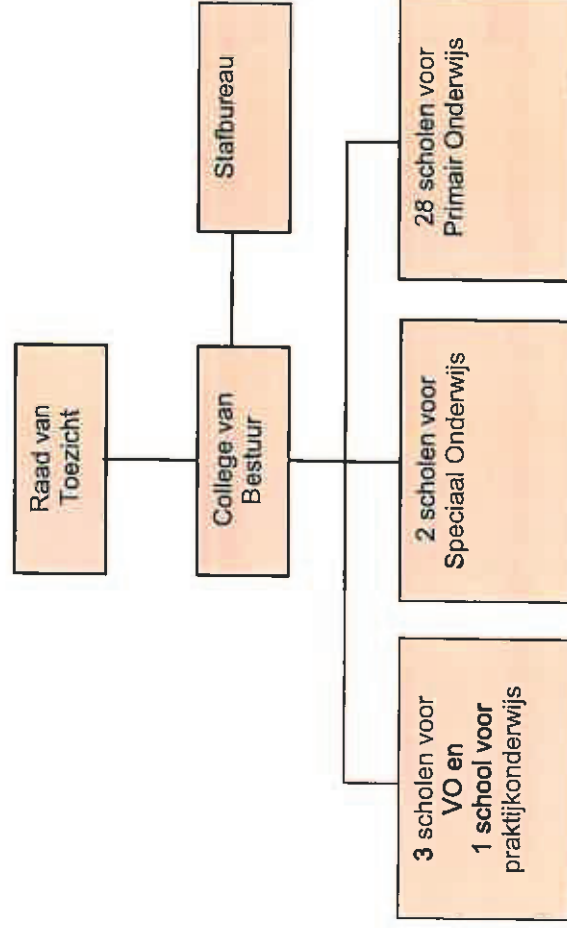 Raad van
Toezicht
College van
Bestuur
Stafbureau
3 scholen voor
VO en
1 school voor
praktijkonderwijs
2 scholen voor
Speciaal Onderwijs
28 scholen voor
Primair Onderwijs